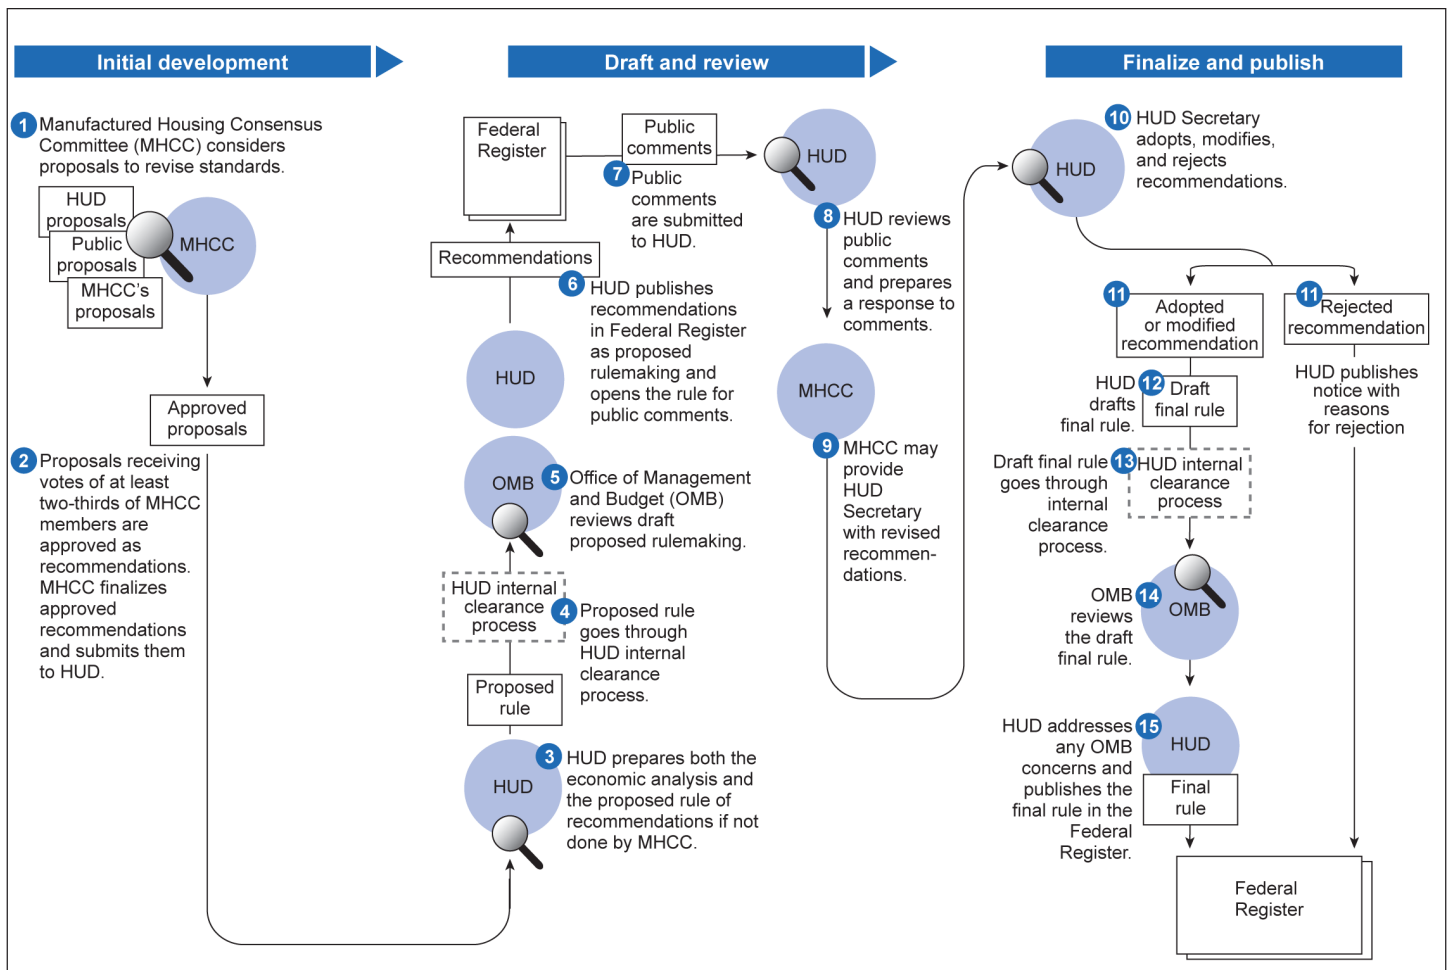 Initial development
Draft and review
Finalize and publish
1
Manufactured Housing Consensus
Committee (MHCC) considers
proposals to revise standards.
HUD
proposals
Public
proposals
MHCC's
proposals
MHCC
Approved
proposals
2
Proposals receiving
votes of at least
two-thirds of MHCC
members are
approved as
recommendations.
MHCC finalizes
approved
recommendations
and submits them
to HUD.
HUD
3
HUD prepares both the
economic analysis and
the proposed rule of
recommendations if not
done by MHCC.
Proposed
rule
HUD internal
clearance
process
4
Proposed rule
goes through
HUD internal
clearance
process.
OMB
5
Office of Management
and Budget (OMB)
reviews draft
proposed rulemaking.
HUD
Recommendations
6
HUD publishes
recommendations
in Federal Register
as proposed
rulemaking and
opens the rule for
public comments.
Federal
Register
Public
comments
7
Public
comments
are submitted
to HUD.
HUD
8
HUD reviews
public
comments
and prepares
a response to
comments.
MHCC
9
MHCC may
provide
HUD
Secretary
with revised
recommen-
dations.
HUD
10
HUD Secretary
adopts, modifies,
and rejects
recommendations.
11
Adopted
or modified
recommendation
11
Rejected
recommendation
HUD publishes
notice with
reasons
for rejection
HUD
drafts
final rule.
12
Draft
final rule
Draft final rule
goes through
internal
clearance
process.
13
HUD internal
clearance
process
OMB
reviews
the draft
final rule.
14
OMB
HUD addresses
any OMB
concerns and
publishes the
final rule in the
Federal
Register.
15
HUD
Final
rule
Federal
Register